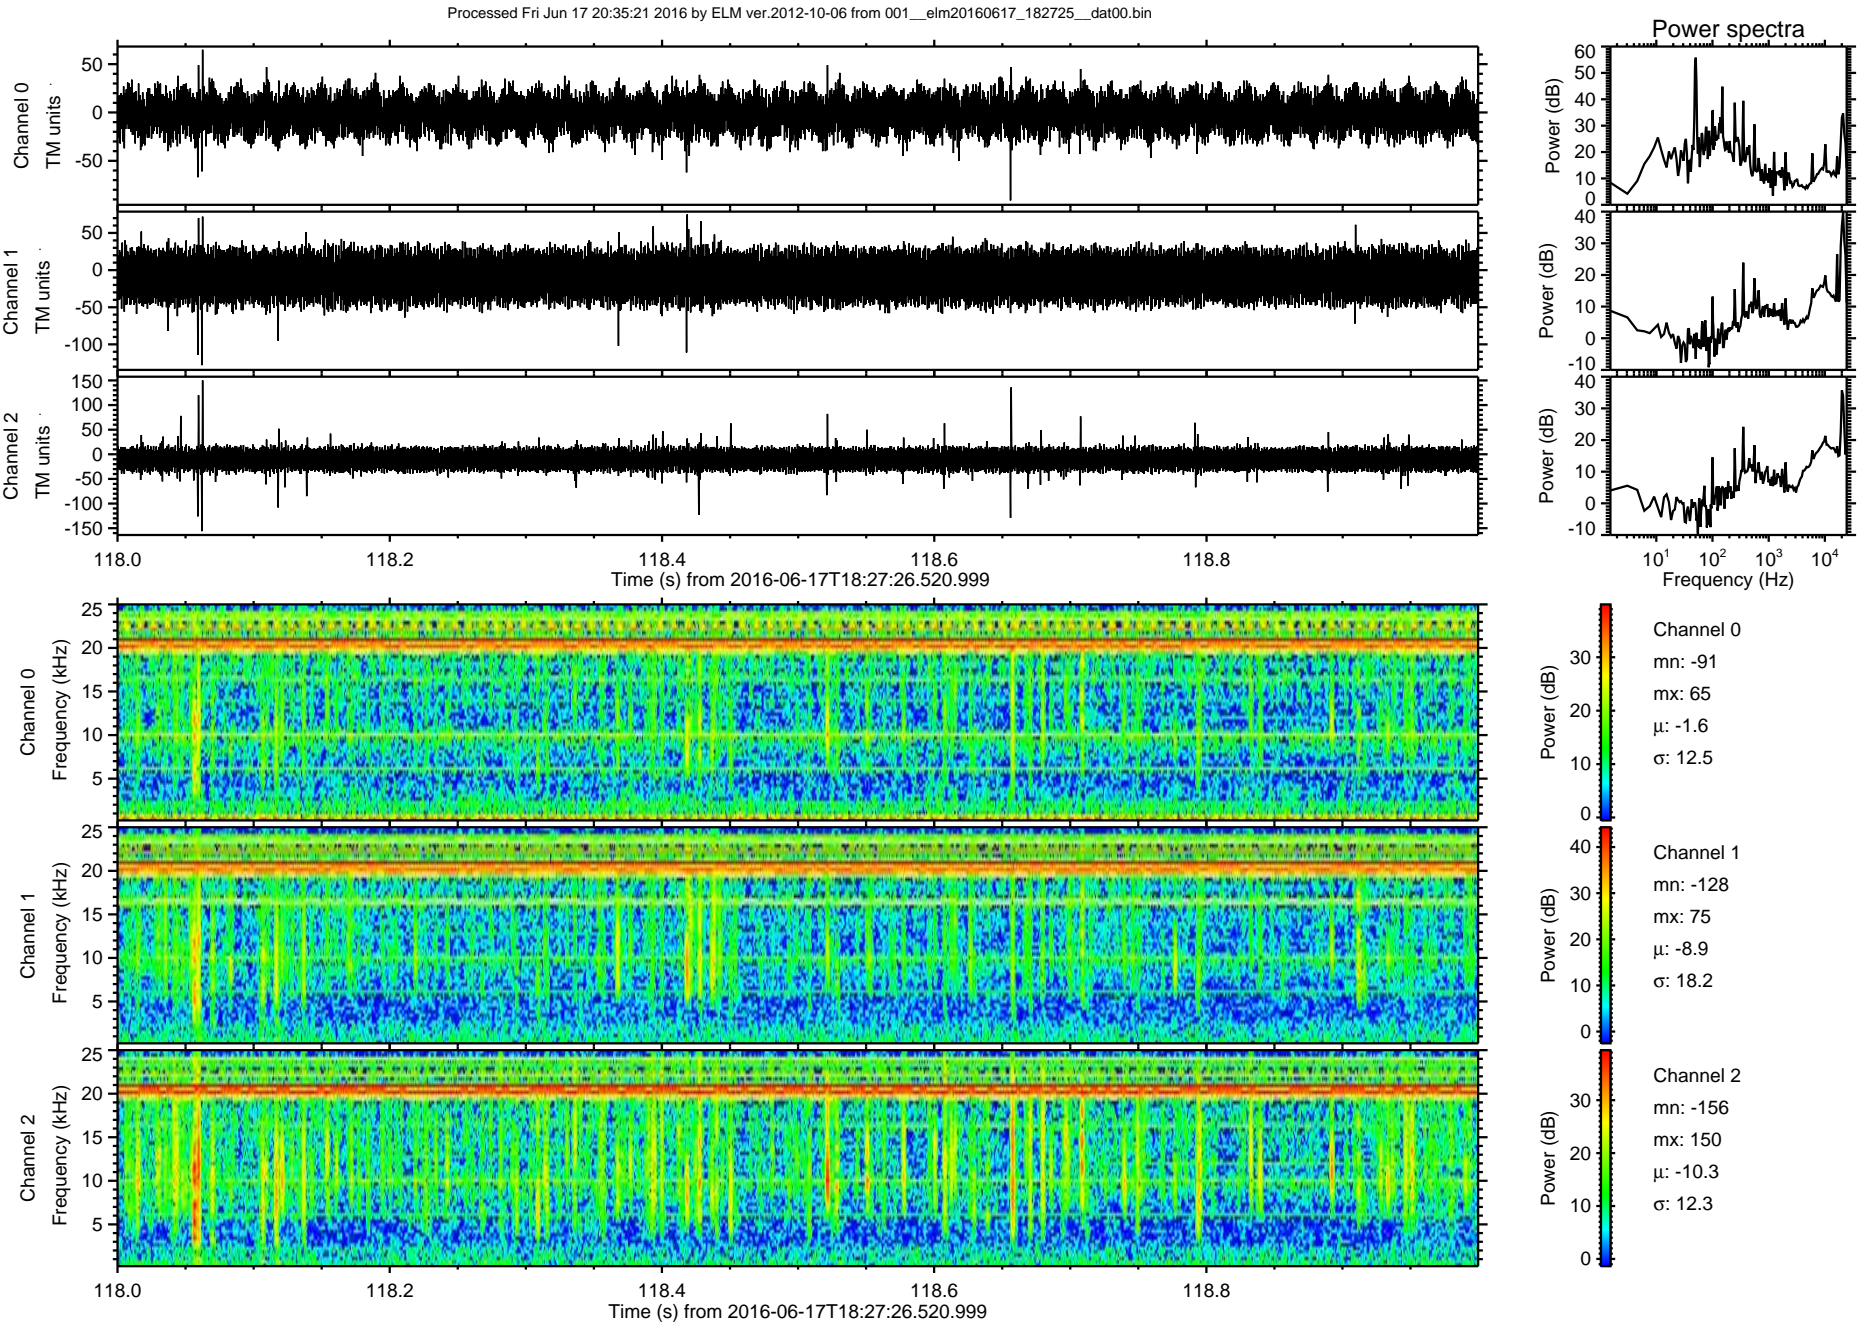 Processed Fri Jun 17 20:35:21 2016 by ELM ver.2012-10-06 from 001__elm20160617_182725__dat00.bin
Power spectra
Channel 0
TM units
50
0
-50
Power (dB)
60
50
40
30
20
10
0
Channel 1
TM units
50
0
-50
-100
Power (dB)
40
30
20
10
0
-10
Channel 2
TM units
150
100
50
0
-50
-100
-150
Power (dB)
40
30
20
10
0
-10
118.0 118.2 118.4 118.6 118.8
Time (s) from 2016-06-17T18:27:26.520.999
10^1 10^2 10^3 10^4
Frequency (Hz)
Channel 0
Frequency (kHz)
25
20
15
10
5
Power (dB)
30
20
10
0
Channel 0
mn: -91
mx: 65
μ: -1.6
σ: 12.5
Channel 1
Frequency (kHz)
25
20
15
10
5
Power (dB)
40
30
20
10
0
Channel 1
mn: -128
mx: 75
μ: -8.9
σ: 18.2
Channel 2
Frequency (kHz)
25
20
15
10
5
Power (dB)
30
20
10
0
Channel 2
mn: -156
mx: 150
μ: -10.3
σ: 12.3
118.0 118.2 118.4 118.6 118.8
Time (s) from 2016-06-17T18:27:26.520.999